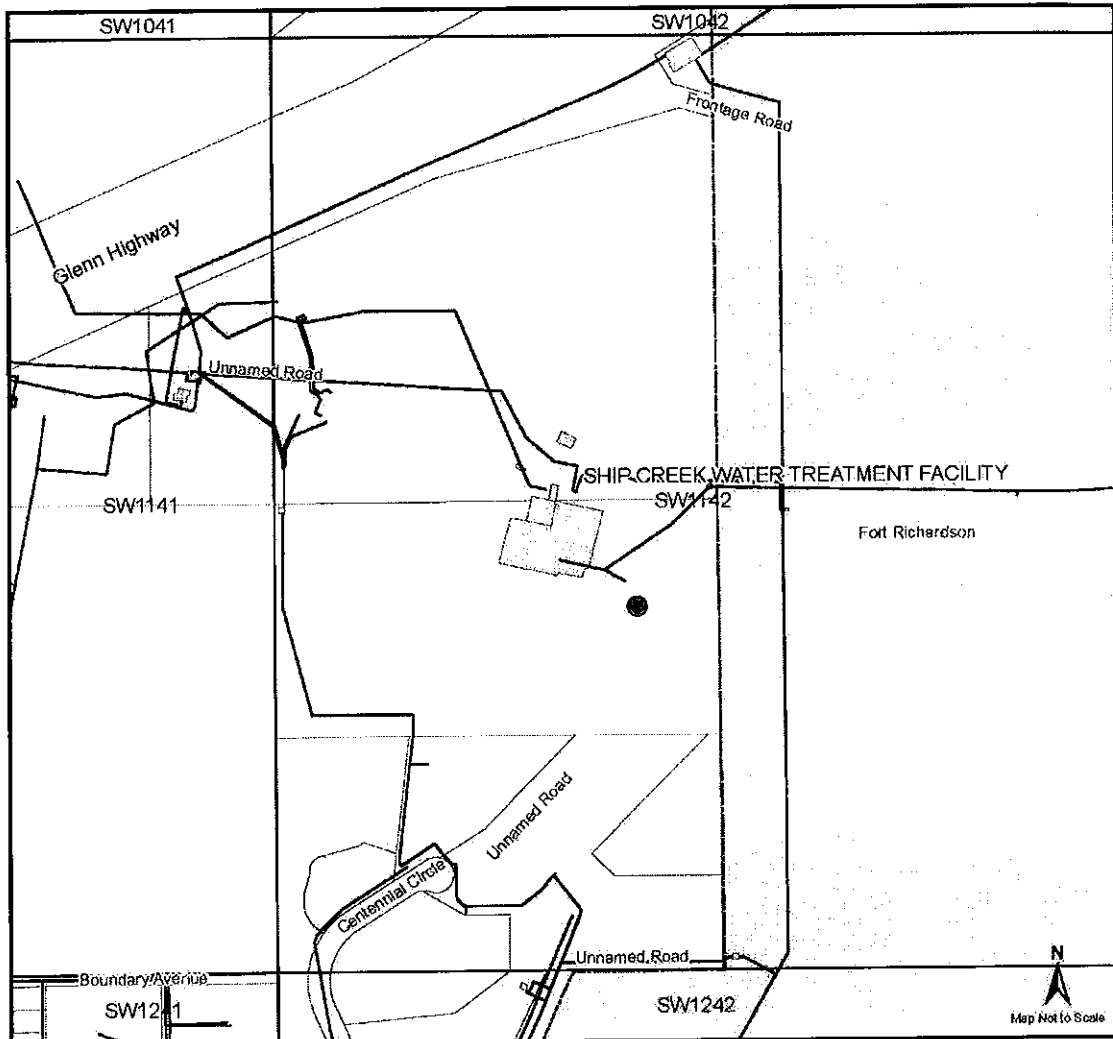 SW1041
SW1042
Frontage Road
Glenn Highway
Unnamed Road
SHIP CREEK WATER TREATMENT FACILITY
SW1141
SW1142
Fort Richardson
Unnamed Road
Centennial Circle
Unnamed Road
Boundary Avenue
SW1241
SW1242
N
Map Not to Scale